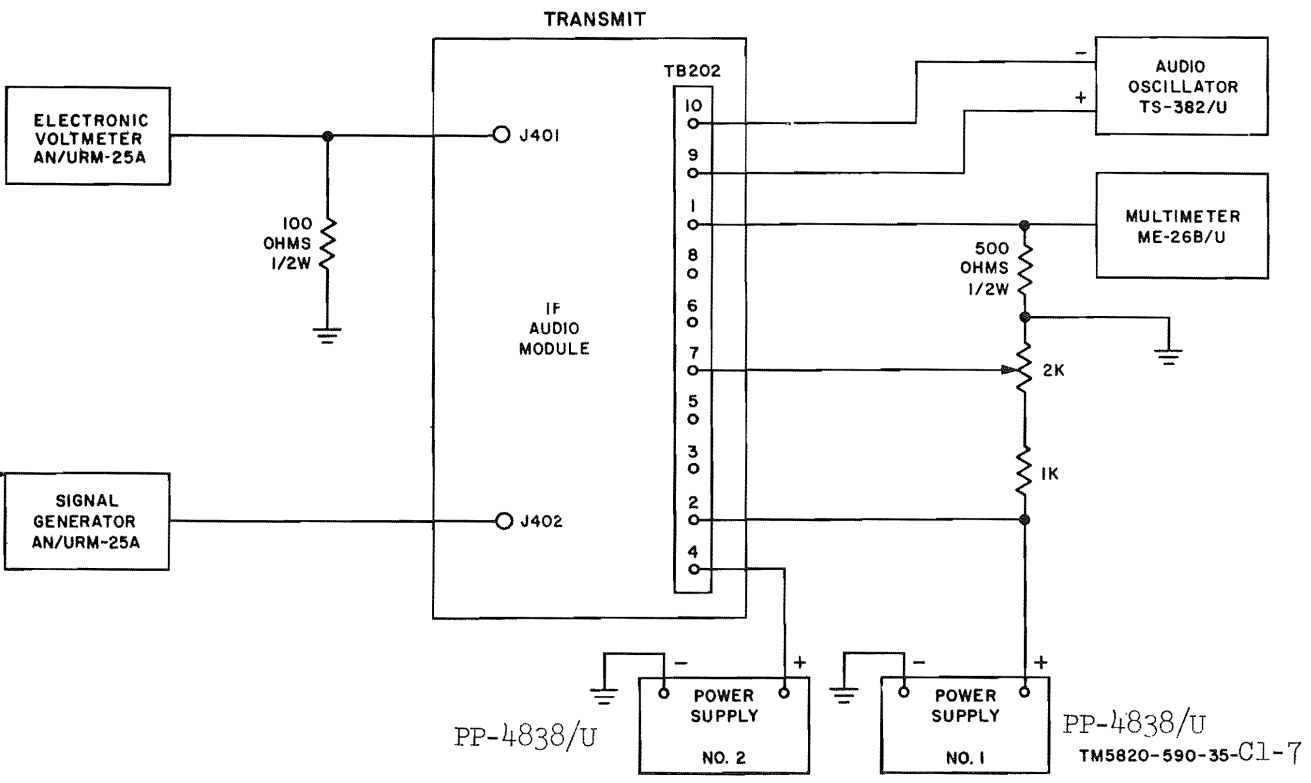 TRANSMIT
TB202
10
9
1
8
6
7
5
3
2
4
ELECTRONIC
VOLTMETER
AN/URM-25A
J401
100
OHMS
1/2W
IF
AUDIO
MODULE
SIGNAL
GENERATOR
AN/URM-25A
J402
-
+
AUDIO
OSCILLATOR
TS-382/U
MULTIMETER
ME-26B/U
500
OHMS
1/2W
2K
1K
-
+
POWER
SUPPLY
NO. 2
PP-4838/U
-
+
POWER
SUPPLY
NO. 1
PP-4838/U
TM5820-590-35-C1-7